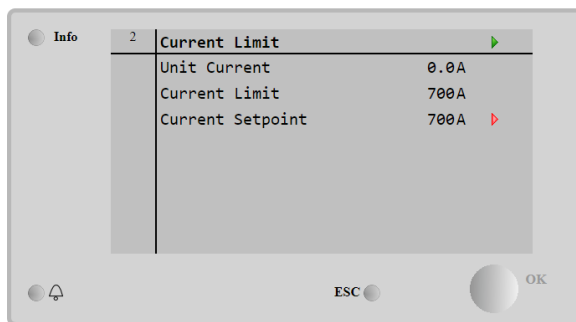 Info
2 Current Limit
Unit Current 0.0A
Current Limit 700A
Current Setpoint 700A
ESC
OK